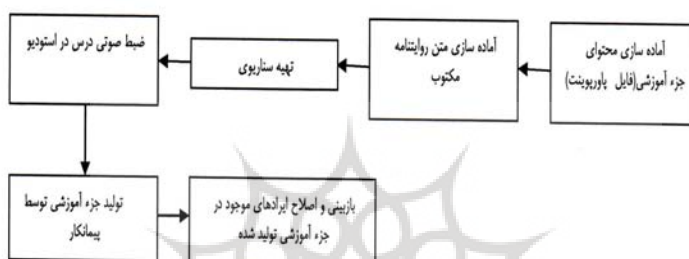 آماده سازی محتوای
جزء آموزشی(فایل پاورپوینت)
آماده سازی متن روایتنامه
مکتوب
تهیه سناریوی
ضبط صوتی درس در استودیو
تولید جزء آموزشی توسط
پیمانکار
بازبینی و اصلاح ایرادهای موجود در
جزء آموزشی تولید شده